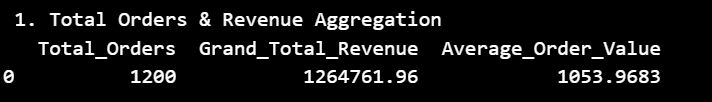 1. Total Orders & Revenue Aggregation
Total_Orders Grand_Total_Revenue Average_Order_Value
0 1200 1264761.96 1053.9683